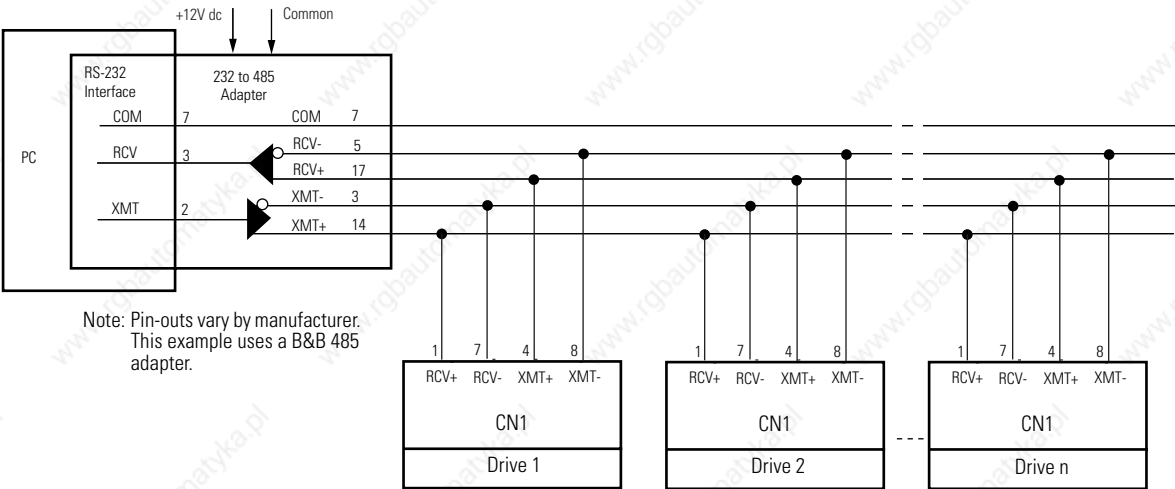 +12V dc
Common
PC
RS-232
Interface
232 to 485
Adapter
COM 7 COM 7
RCV- 5
RCV 3
RCV+ 17
XMT- 3
XMT 2
XMT+ 14
Note: Pin-outs vary by manufacturer.
This example uses a B&B 485
adapter.
1 7 4 8
RCV+ RCV- XMT+ XMT-
CN1
Drive 1
1 7 4 8
RCV+ RCV- XMT+ XMT-
CN1
Drive 2
1 7 4 8
RCV+ RCV- XMT+ XMT-
CN1
Drive n
www.rgbautomatyka.pl